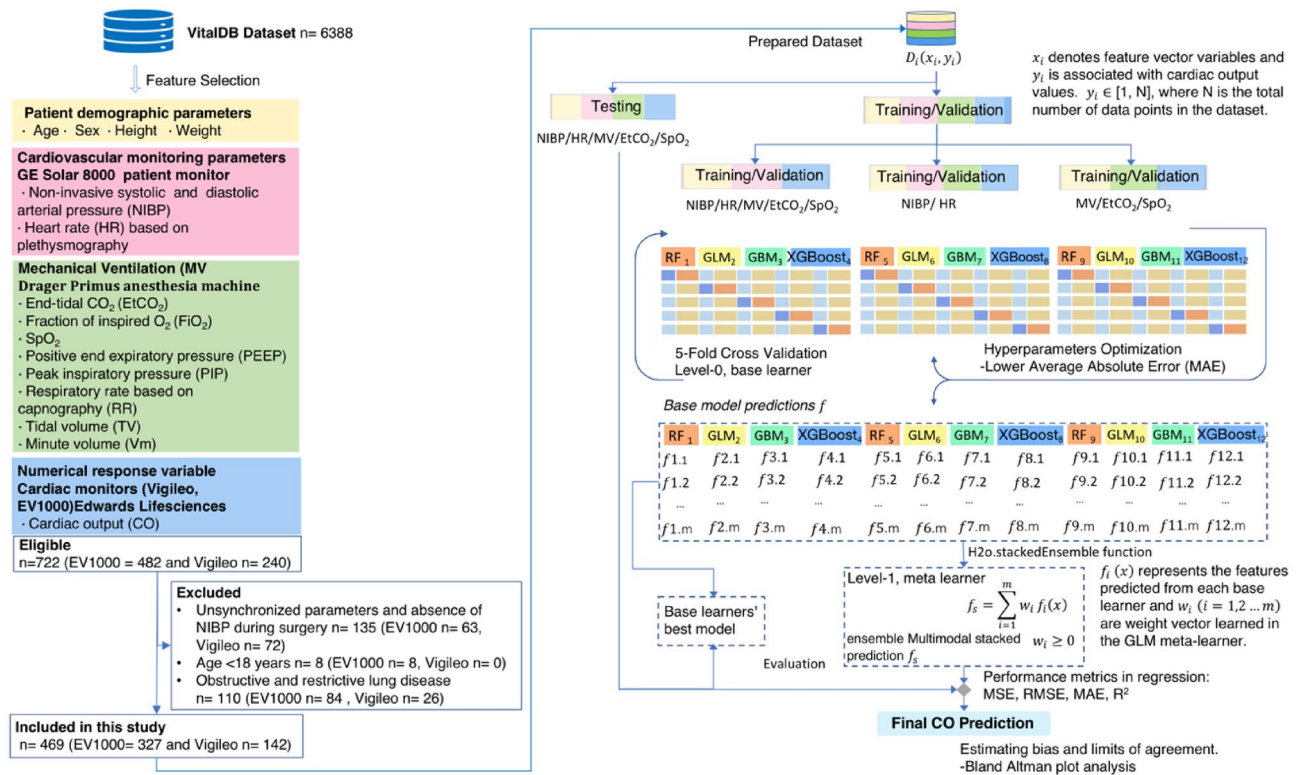 VitalDB Dataset n= 6388
Feature Selection
Patient demographic parameters
· Age · Sex · Height · Weight
Cardiovascular monitoring parameters
GE Solar 8000 patient monitor
· Non-invasive systolic and diastolic
arterial pressure (NIBP)
· Heart rate (HR) based on
plethysmography
Mechanical Ventilation (MV
Drager Primus anesthesia machine
· End-tidal CO₂ (EtCO₂)
· Fraction of inspired O₂ (FiO₂)
· SpO₂
· Positive end expiratory pressure (PEEP)
· Peak inspiratory pressure (PIP)
· Respiratory rate based on
capnography (RR)
· Tidal volume (TV)
· Minute volume (Vm)
Numerical response variable
Cardiac monitors (Vigileo,
EV1000)Edwards Lifesciences
· Cardiac output (CO)
Eligible
n=722 (EV1000 = 482 and Vigileo n= 240)
Excluded
• Unsynchronized parameters and absence of
NIBP during surgery n= 135 (EV1000 n= 63,
Vigileo n= 72)
• Age <18 years n= 8 (EV1000 n= 8, Vigileo n= 0)
• Obstructive and restrictive lung disease
n= 110 (EV1000 n= 84 , Vigileo n= 26)
Included in this study
n= 469 (EV1000= 327 and Vigileo n= 142)
Prepared Dataset
Dᵢ(xᵢ, yᵢ)
xᵢ denotes feature vector variables and
yᵢ is associated with cardiac output
values. yᵢ ∈ [1, N], where N is the total
number of data points in the dataset.
Testing
NIBP/HR/MV/EtCO₂/SpO₂
Training/Validation
Training/Validation
NIBP/HR/MV/EtCO₂/SpO₂
Training/Validation
NIBP/ HR
Training/Validation
MV/EtCO₂/SpO₂
RF₁ GLM₂ GBM₃ XGBoost₄ RF₅ GLM₆ GBM₇ XGBoost₈ RF₉ GLM₁₀ GBM₁₁ XGBoost₁₂
5-Fold Cross Validation
Level-0, base learner
Hyperparameters Optimization
-Lower Average Absolute Error (MAE)
Base model predictions f
RF₁ GLM₂ GBM₃ XGBoost₄ RF₅ GLM₆ GBM₇ XGBoost₈ RF₉ GLM₁₀ GBM₁₁ XGBoost₁₂
f1.1 f2.1 f3.1 f4.1 f5.1 f6.1 f7.1 f8.1 f9.1 f10.1 f11.1 f12.1
f1.2 f2.2 f3.2 f4.2 f5.2 f6.2 f7.2 f8.2 f9.2 f10.2 f11.2 f12.2
... ... ... ... ... ... ... ... ... ... ... ...
f1.m f2.m f3.m f4.m f5.m f6.m f7.m f8.m f9.m f10.m f11.m f12.m
H2o.stackedEnsemble function
Level-1, meta learner
fₛ = ∑ᵢ₌₁ᵐ wᵢ fᵢ(x)
ensemble Multimodal stacked wᵢ ≥ 0
prediction fₛ
fᵢ (x) represents the features
predicted from each base
learner and wᵢ (i = 1,2 ... m)
are weight vector learned in
the GLM meta-learner.
Base learners'
best model
Evaluation
Performance metrics in regression:
MSE, RMSE, MAE, R²
Final CO Prediction
Estimating bias and limits of agreement.
-Bland Altman plot analysis